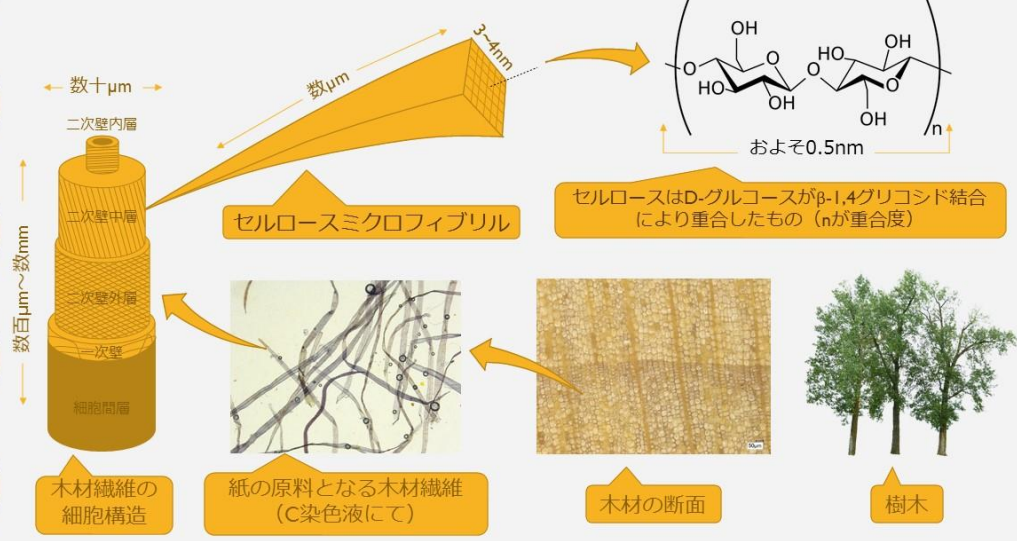 数十μm
二次壁内層
二次壁中層
二次壁外層
一次壁
細胞間層
数百μm～数mm
木材繊維の
細胞構造
数μm
3~4nm
セルロースミクロフィブリル
OH
O
HO
OH
O
HO
OH
O
OH
n
およそ0.5nm
セルロースはD-グルコースがβ-1,4グリコシド結合
により重合したもの（nが重合度）
紙の原料となる木材繊維
（C染色液にて）
木材の断面
樹木